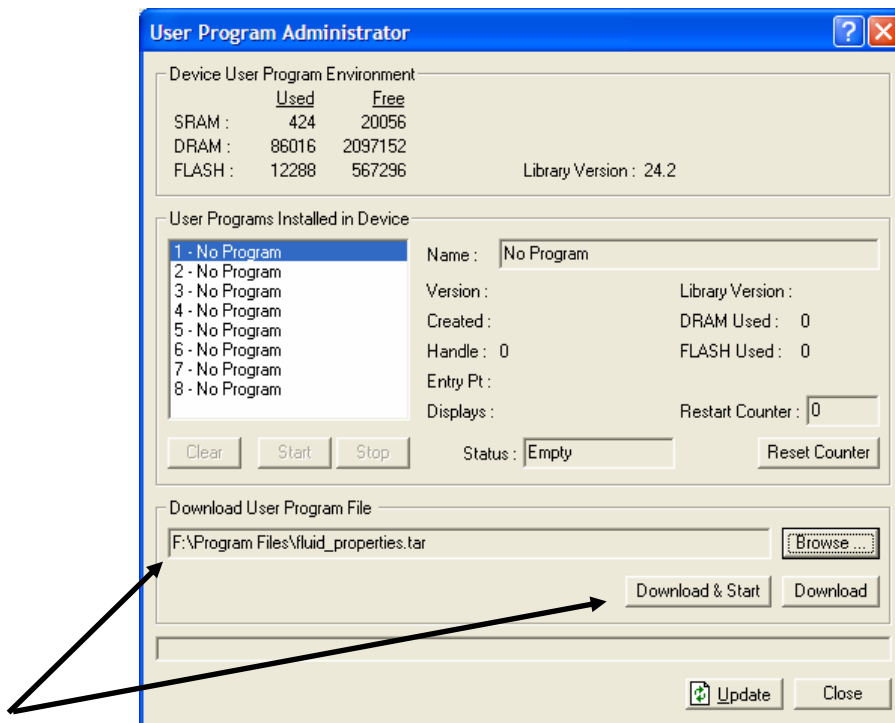 User Program Administrator
Device User Program Environment
Used Free
SRAM : 424 20056
DRAM : 86016 2097152
FLASH : 12288 567296 Library Version : 24.2
User Programs Installed in Device
1 - No Program
2 - No Program
3 - No Program
4 - No Program
5 - No Program
6 - No Program
7 - No Program
8 - No Program
Name : No Program
Version : Library Version :
Created : DRAM Used : 0
Handle : 0 FLASH Used : 0
Entry Pt :
Displays : Restart Counter : 0
Clear Start Stop Status : Empty Reset Counter
Download User Program File
F:\Program Files\fluid_properties.tar Browse ...
Download & Start Download
Update Close